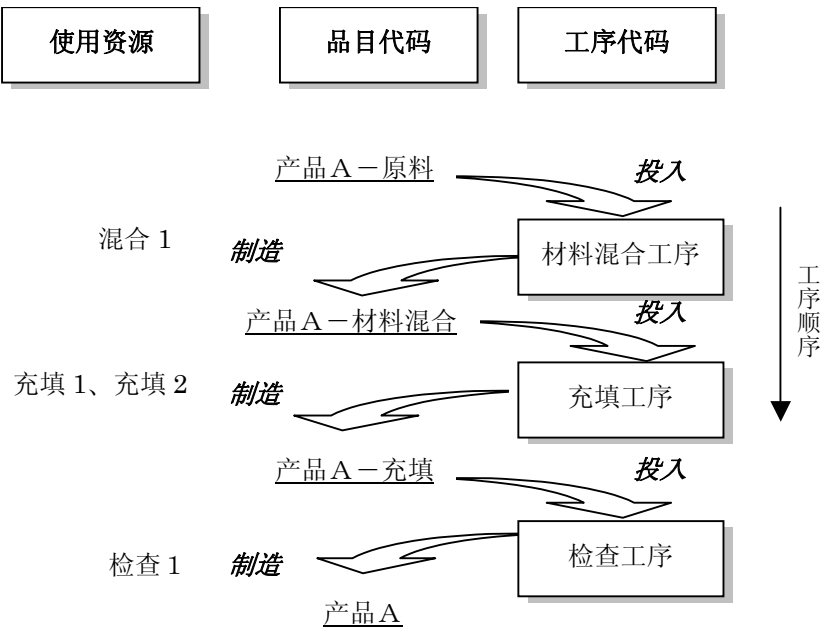 使用资源
品目代码
工序代码
产品A－原料
投入
混合1
制造
材料混合工序
产品A－材料混合
投入
充填1、充填2
制造
充填工序
产品A－充填
投入
检查1
制造
检查工序
产品A
工序顺序